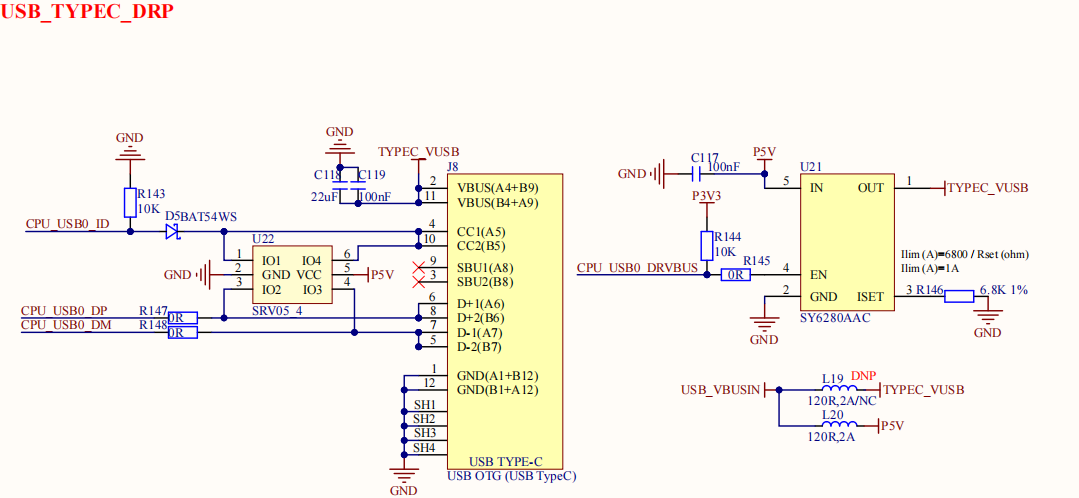 USB_TYPEC_DRP
GND
R143
10K
CPU_USB0_ID
D5BAT54WS
GND
C119
22uF
100nF
TYPEC_VUSB
J8
2
VBUS(A4+B9)
11
VBUS(B4+A9)
4
CC1(A5)
10
CC2(B5)
9
SBU1(A8)
3
SBU2(B8)
6
D+1(A6)
8
D+2(B6)
7
D-1(A7)
5
D-2(B7)
1
GND(A1+B12)
12
GND(B1+A12)
SH1
SH2
SH3
SH4
USB TYPE-C
USB OTG (USB TypeC)
GND
U22
1
IO1
IO4
6
GND
2
GND
VCC
5
P5V
3
IO2
IO3
4
SRV05_4
CPU_USB0_DP
R147
0R
CPU_USB0_DM
R148
0R
GND
C117
100nF
P5V
U21
5
IN
OUT
1
TYPEC_VUSB
P3V3
R144
10K
CPU_USB0_DRVBUS
R145
0R
4
EN
2
GND
ISET
3
R146
6.8K 1%
GND
GND
SY6280AAC
Ilim (A)=6800 / Rset (ohm)
Ilim (A)=1A
USB_VBUSIN
L19
DNP
TYPEC_VUSB
120R,2A/NC
L20
P5V
120R,2A